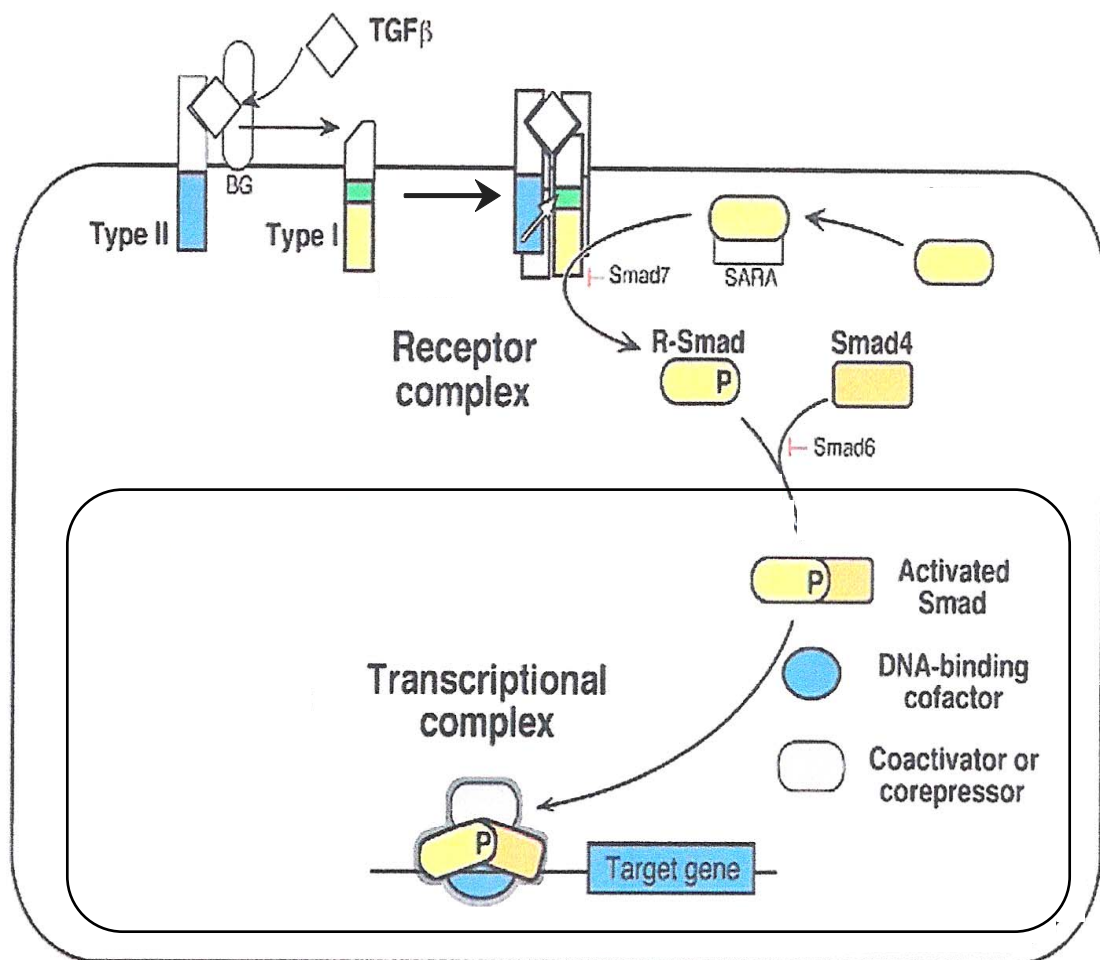 TGFβ
BG
Type II
Type I
SARA
Smad7
Receptor
complex
R-Smad
P
Smad4
Smad6
P
Activated
Smad
DNA-binding
cofactor
Transcriptional
complex
Coactivator or
corepressor
P
Target gene